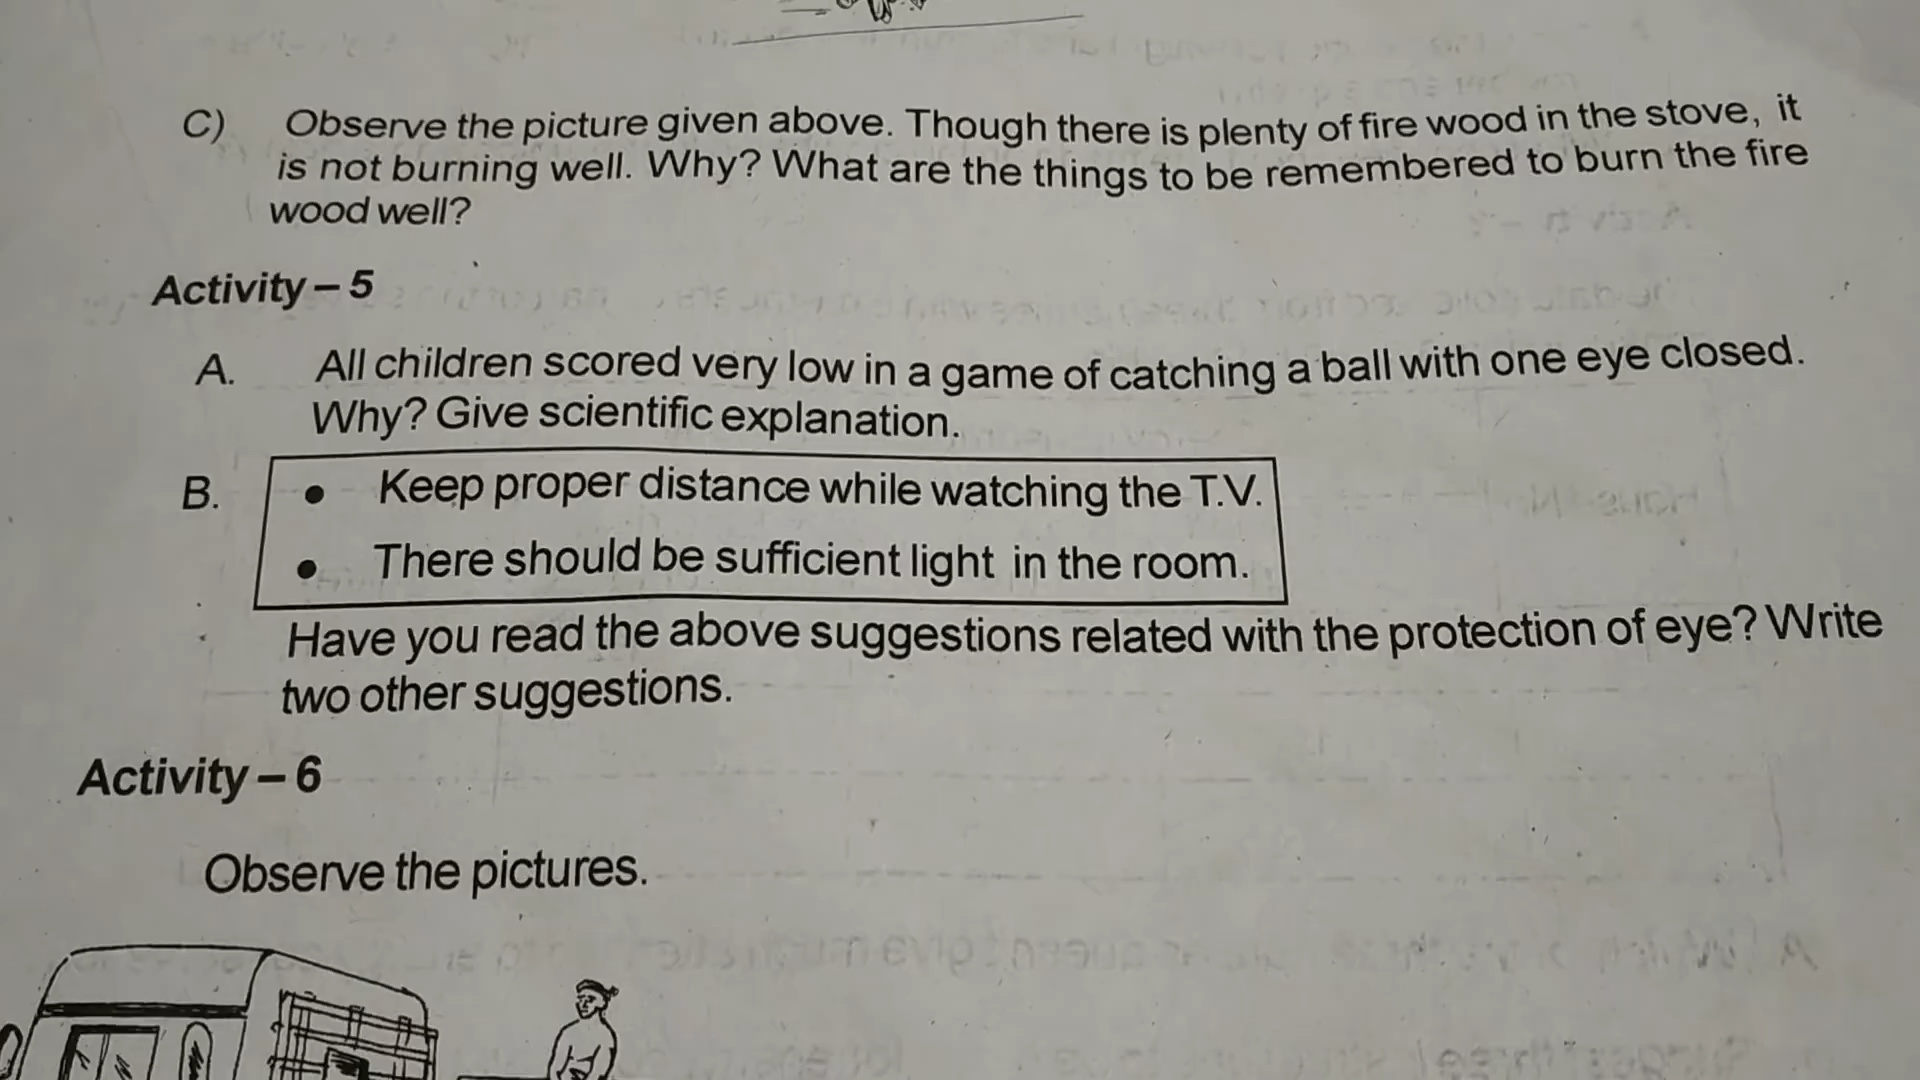 C) Observe the picture given above. Though there is plenty of fire wood in the stove, it
is not burning well. Why? What are the things to be remembered to burn the fire
wood well?
Activity – 5
A. All children scored very low in a game of catching a ball with one eye closed.
Why? Give scientific explanation.
B. • Keep proper distance while watching the T.V.
• There should be sufficient light in the room.
Have you read the above suggestions related with the protection of eye? Write
two other suggestions.
Activity – 6
Observe the pictures.